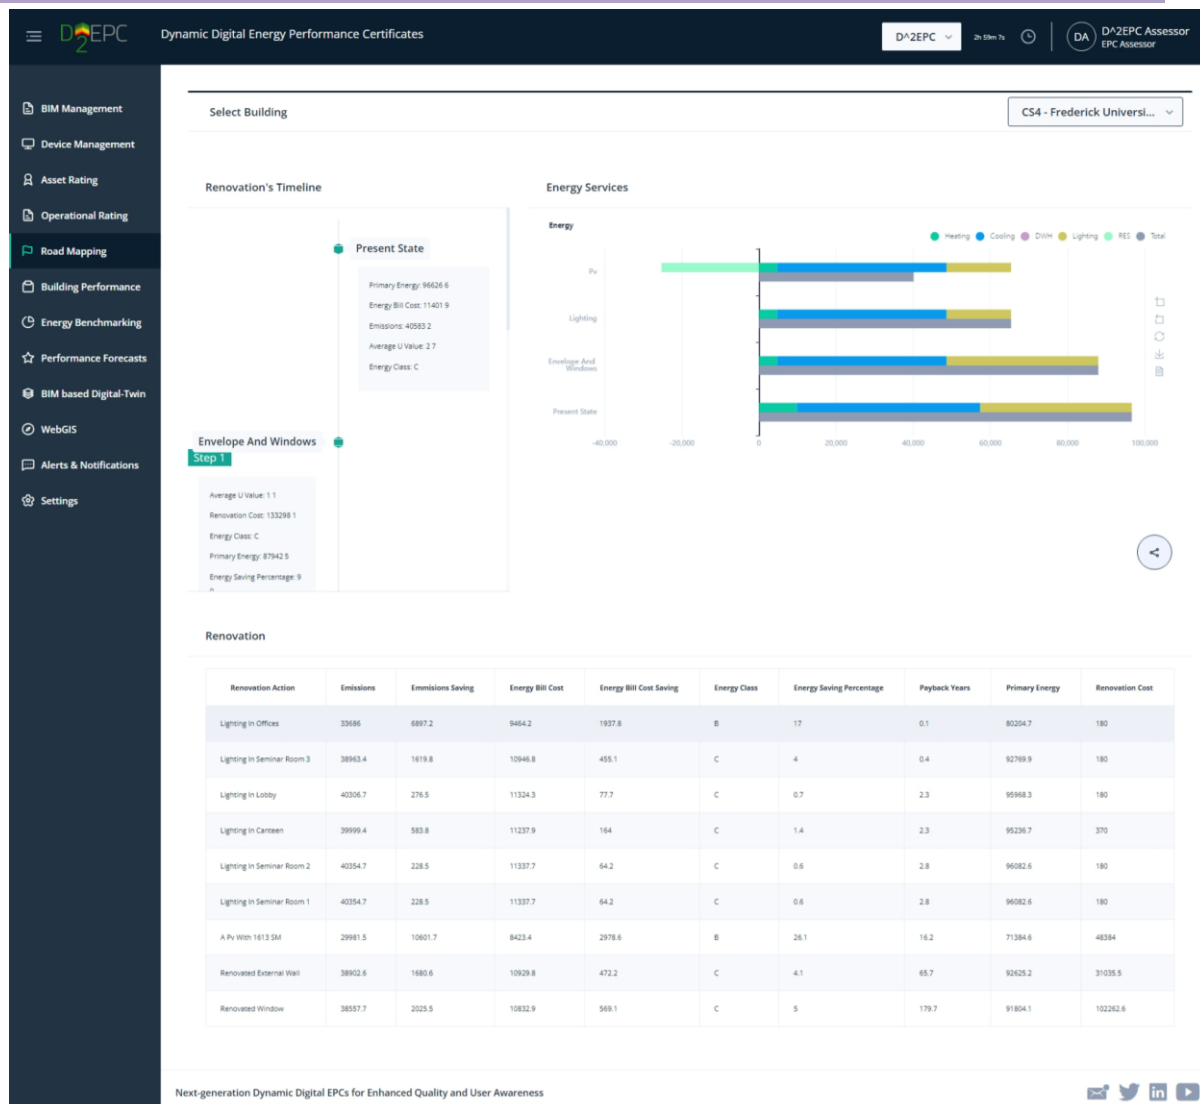 D2EPC
Dynamic Digital Energy Performance Certificates
D^2EPC
2h 59m 7s
DA
D^2EPC Assessor
EPC Assessor
BIM Management
Device Management
Asset Rating
Operational Rating
Road Mapping
Building Performance
Energy Benchmarking
Performance Forecasts
BIM based Digital-Twin
WebGIS
Alerts & Notifications
Settings
Select Building
CS4 - Frederick Universi...
Renovation's Timeline
Present State
Primary Energy: 96626 6
Energy Bill Cost: 11401 9
Emissions: 40583 2
Average U Value: 2 7
Energy Class: C
Envelope And Windows
Step 1
Average U Value: 1 1
Renovation Cost: 133298 1
Energy Class: C
Primary Energy: 87942 5
Energy Saving Percentage: 9
Energy Services
Energy
Heating Cooling DWH Lighting RES Total
Pv
Lighting
Envelope And
Windows
Present State
-40,000 -20,000 0 20,000 40,000 60,000 80,000 100,000
Renovation
Renovation Action Emissions Emmisions Saving Energy Bill Cost Energy Bill Cost Saving Energy Class Energy Saving Percentage Payback Years Primary Energy Renovation Cost
Lighting In Offices 33686 6897.2 9464.2 1937.8 B 17 0.1 80204.7 180
Lighting In Seminar Room 3 38963.4 1619.8 10946.8 455.1 C 4 0.4 92769.9 180
Lighting In Lobby 40306.7 276.5 11324.3 77.7 C 0.7 2.3 95968.3 180
Lighting In Canteen 39999.4 583.8 11237.9 164 C 1.4 2.3 95236.7 370
Lighting In Seminar Room 2 40354.7 228.5 11337.7 64.2 C 0.6 2.8 96082.6 180
Lighting In Seminar Room 1 40354.7 228.5 11337.7 64.2 C 0.6 2.8 96082.6 180
A Pv With 1613 SM 29981.5 10601.7 8423.4 2978.6 B 26.1 16.2 71384.6 48384
Renovated External Wall 38902.6 1680.6 10929.8 472.2 C 4.1 65.7 92625.2 31035.5
Renovated Window 38557.7 2025.5 10832.9 569.1 C 5 179.7 91804.1 102262.6
Next-generation Dynamic Digital EPCs for Enhanced Quality and User Awareness